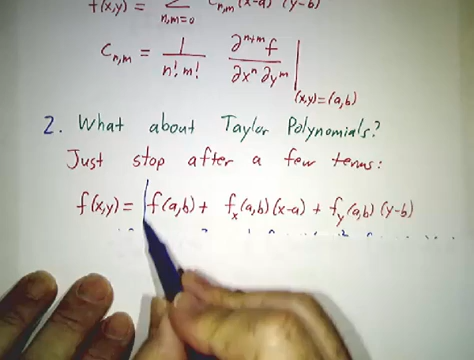 f(x,y) = Σ C_{n,m} (x-a) (y-b)
n,m=0
C_{n,m} = 1/(n! m!) ∂^{n+m}f/(∂x^n ∂y^m) |_{(x,y)=(a,b)}
2. What about Taylor Polynomials?
Just stop after a few terms:
f(x,y) = f(a,b) + f_x(a,b)(x-a) + f_y(a,b)(y-b)